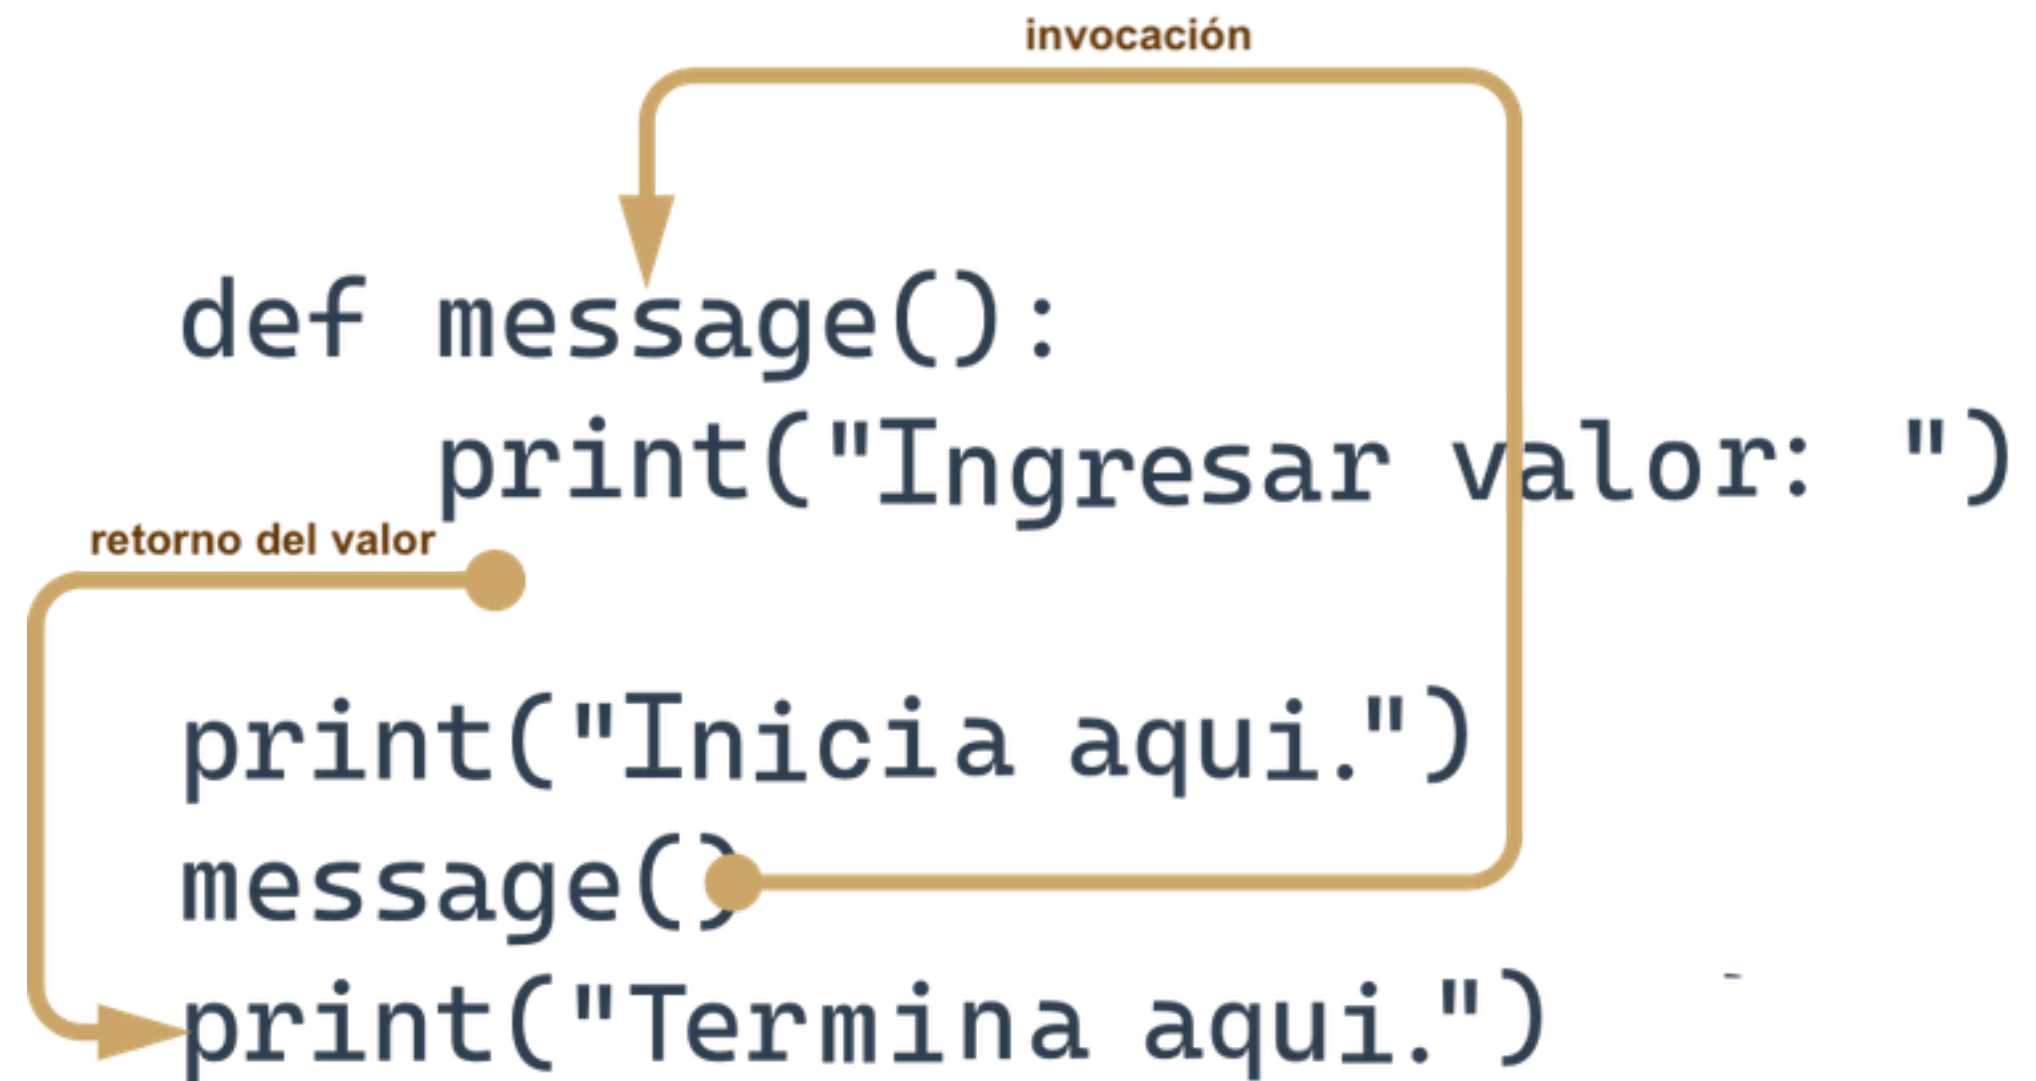 invocación
def message():
    print("Ingresar valor: ")
retorno del valor
print("Inicia aqui.")
message()
print("Termina aqui.")